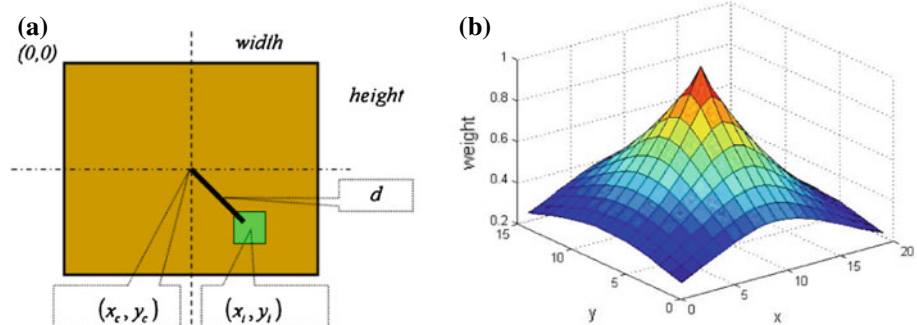 (a)
(0,0)
width
height
d
(x_c, y_c)
(x_i, y_i)
(b)
weight
1
0.8
0.6
0.4
0.2
15
10
5
0
y
0
5
10
15
20
x